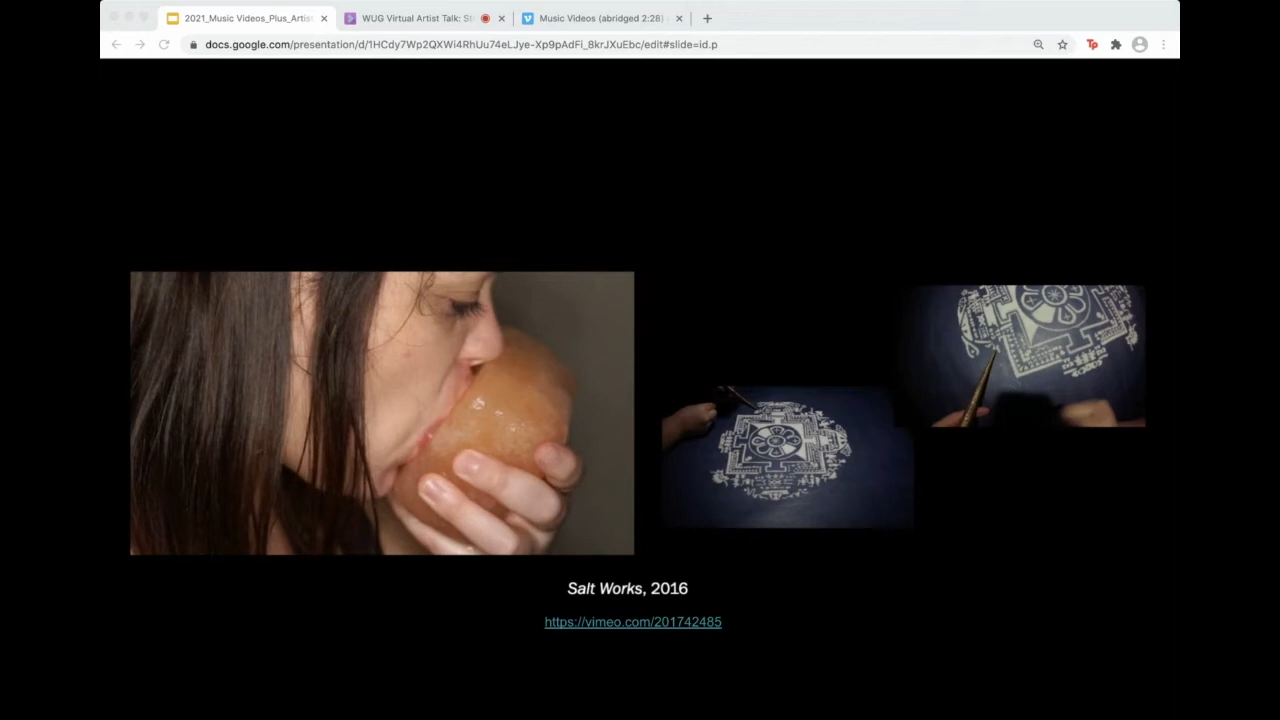 2021_Music Videos_Plus_Artist
WUG Virtual Artist Talk: St
Music Videos (abridged 2:28)
docs.google.com/presentation/d/1HCdy7Wp2QXWi4RhUu74eLJye-Xp9pAdFi_8krJXuEbc/edit#slide=id.p
Tp
Salt Works, 2016
https://vimeo.com/201742485